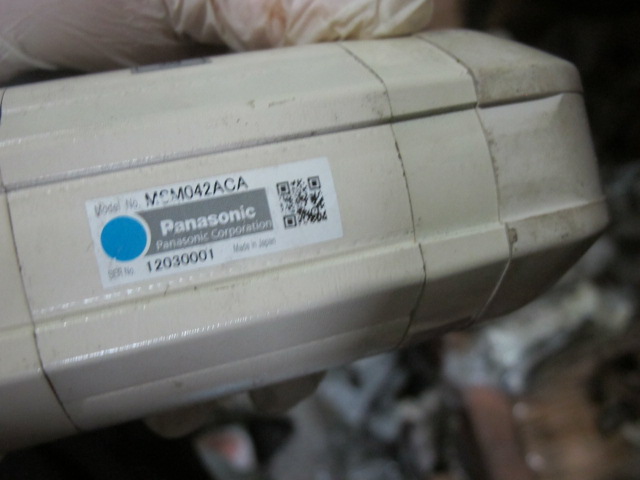 Model No. MSM042ACA
Panasonic
Panasonic Corporation
SER No. 12030001 Made in Japan